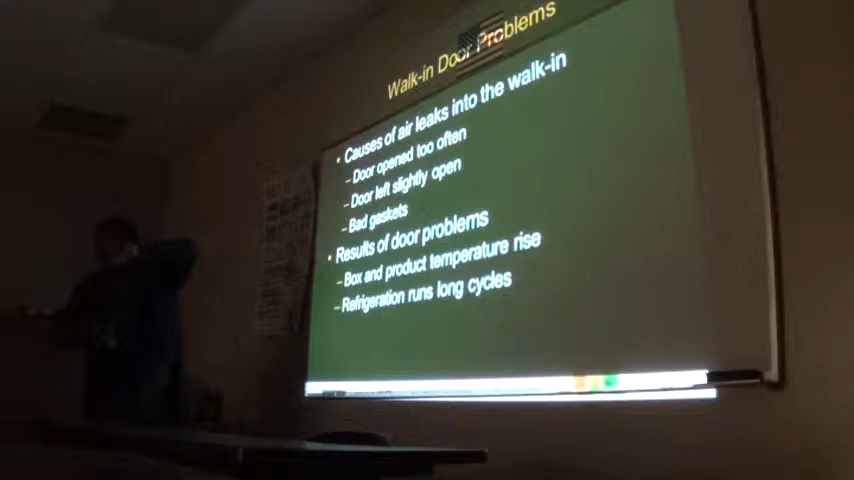 Walk-in Door Problems
• Causes of air leaks into the walk-in
– Door opened too often
– Door left slightly open
– Bad gaskets
• Results of door problems
– Box and product temperature rise
– Refrigeration runs long cycles